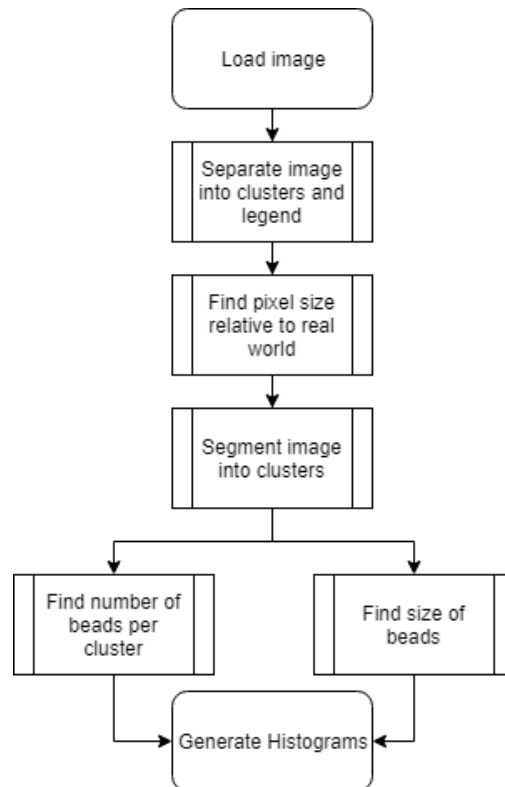 Load image
Separate image
into clusters and
legend
Find pixel size
relative to real
world
Segment image
into clusters
Find number of
beads per
cluster
Find size of
beads
Generate Histograms